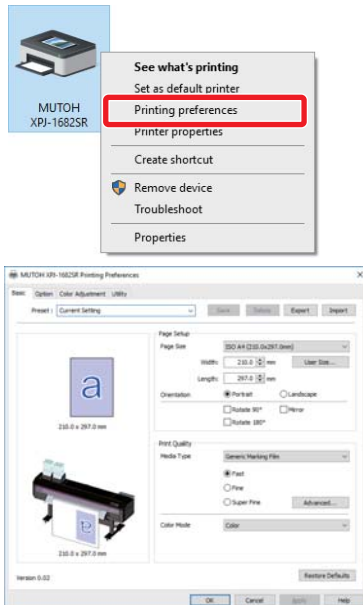 MUTOH
XPJ-1682SR
See what's printing
Set as default printer
Printing preferences
Printer properties
Create shortcut
Remove device
Troubleshoot
Properties
MUTOH XPJ-1682SR Printing Preferences
Basic Option Color Adjustment Utility
Preset : Current Setting Save Delete Export Import
Page Setup
Page Size ISO A4 (210.0x297.0mm)
Width: 210.0 mm User Size...
Length: 297.0 mm
Orientation Portrait Landscape
Rotate 90° Mirror
Rotate 180°
a
210.0 x 297.0 mm
Print Quality
Media Type Generic Marking Film
Fast
Fine
Super Fine Advanced...
Color Mode Color
a
210.0 x 297.0 mm
Version 0.02 Restore Defaults
OK Cancel Apply Help